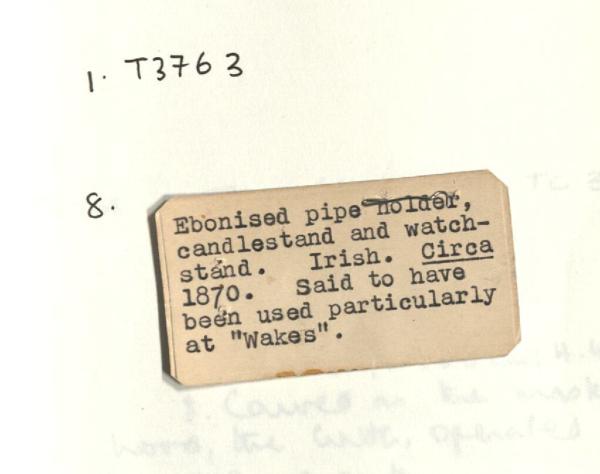 1. T3763
8.
Ebonised pipe holder,
candlestand and watch-
stand. Irish. Circa
1870. Said to have
been used particularly
at "Wakes".